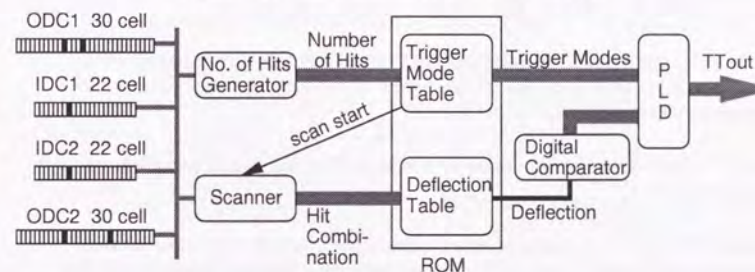 ODC1 30 cell
IDC1 22 cell
IDC2 22 cell
ODC2 30 cell
No. of Hits
Generator
Number
of Hits
Trigger
Mode
Table
Trigger Modes
P
L
D
TTout
scan start
Scanner
Hit
Combi-
nation
Deflection
Table
Digital
Comparator
Deflection
ROM